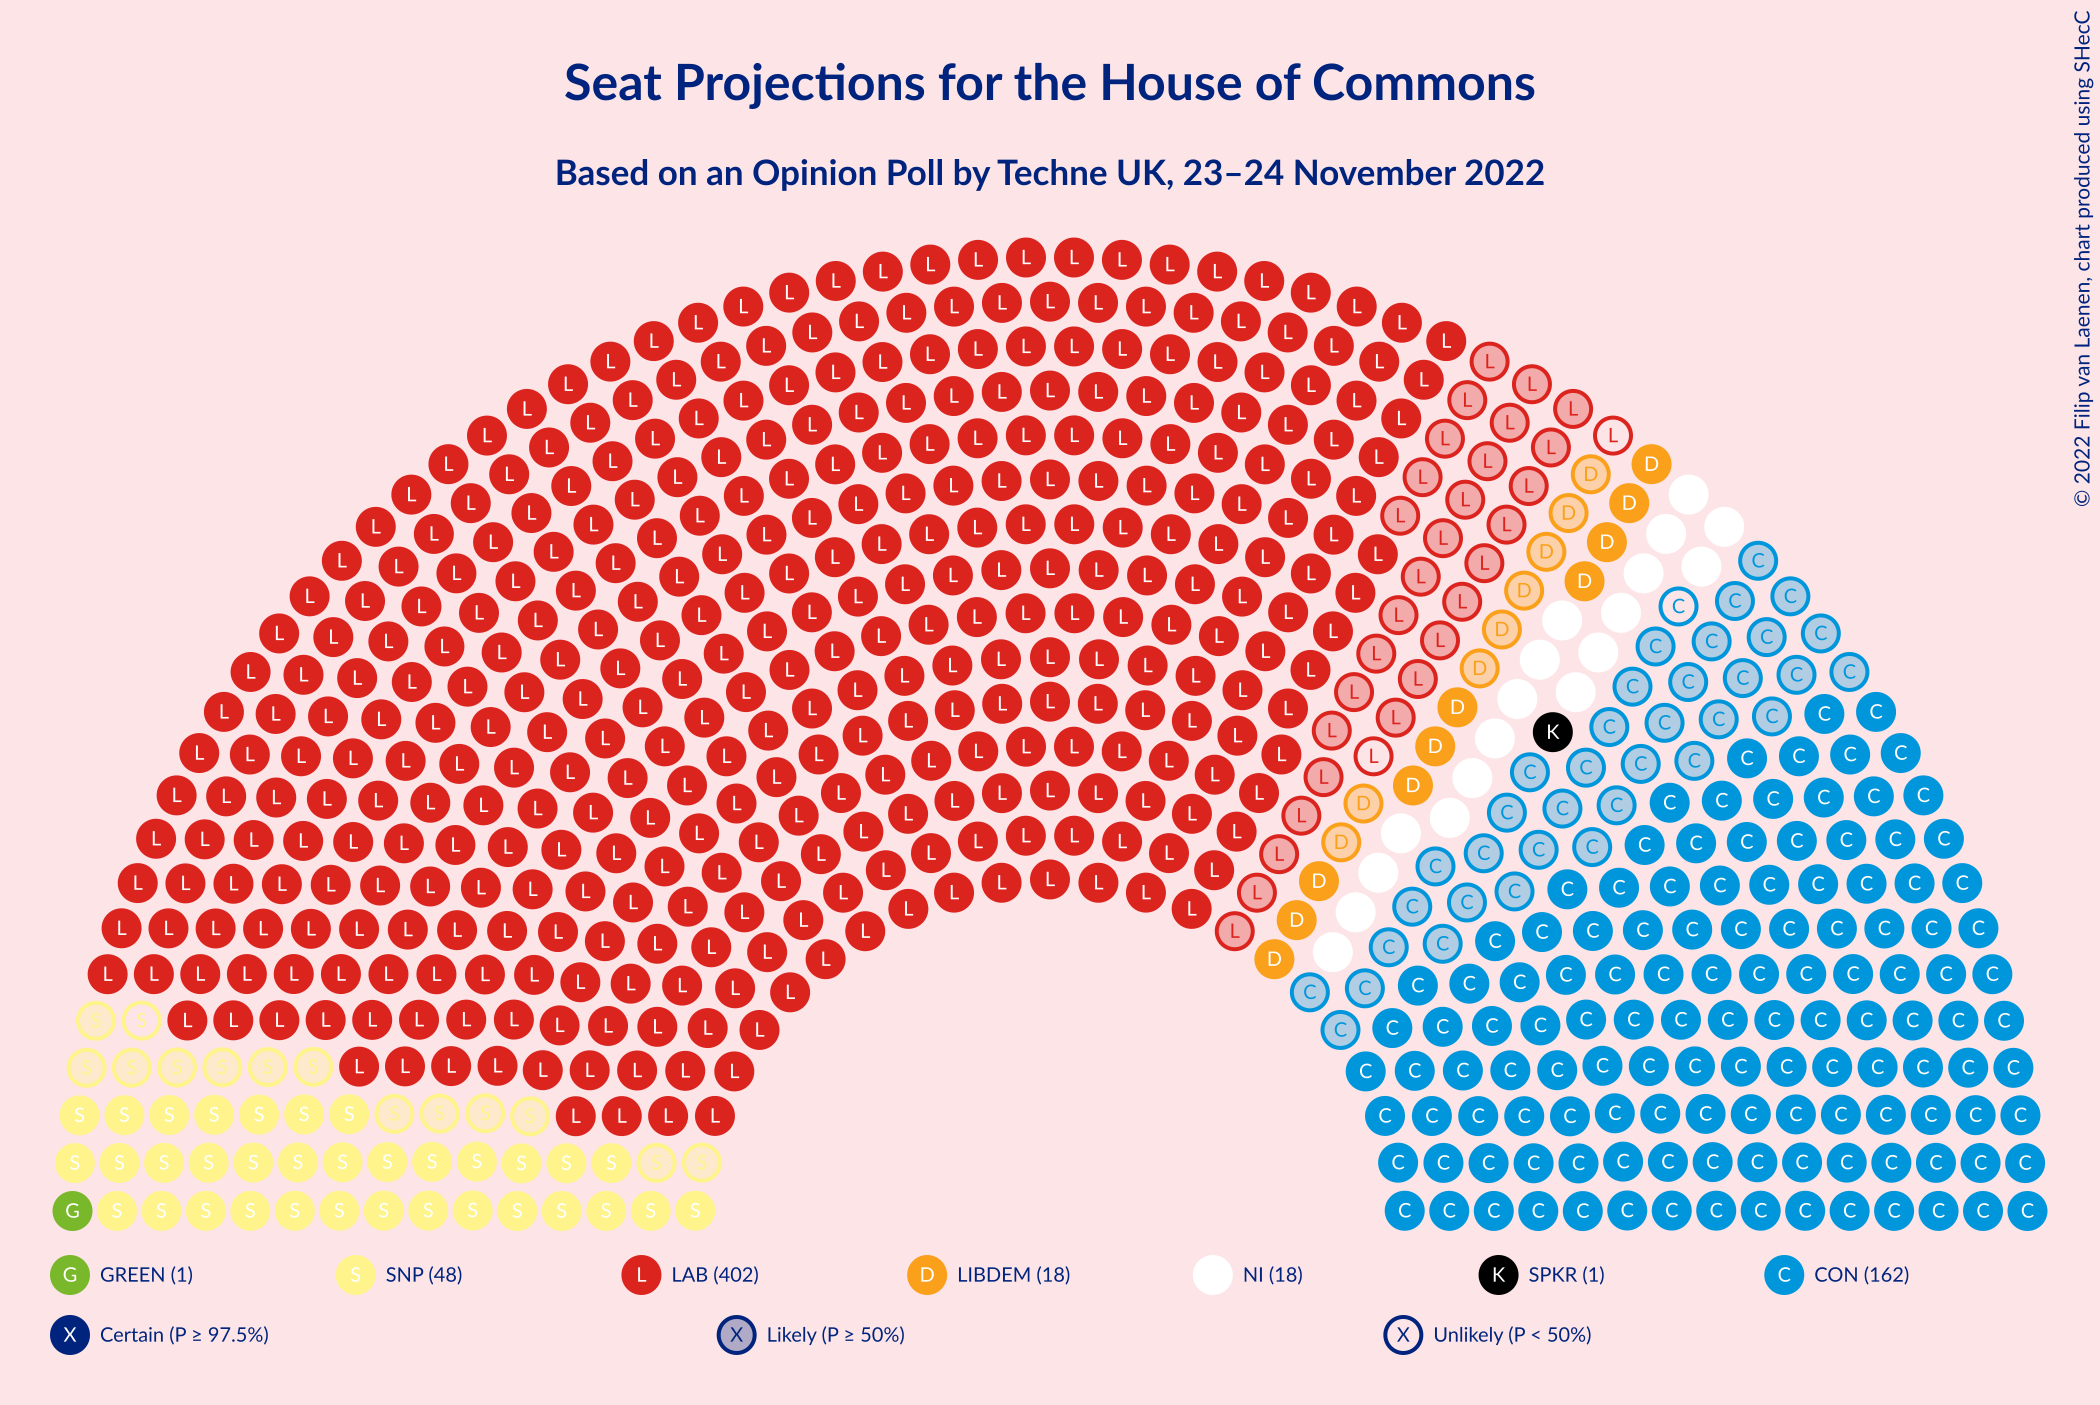 Seat Projections for the House of Commons
Based on an Opinion Poll by Techne UK, 23–24 November 2022
© 2022 Filip van Laenen, chart produced using SHecC
G GREEN (1)
S SNP (48)
L LAB (402)
D LIBDEM (18)
NI (18)
K SPKR (1)
C CON (162)
X Certain (P ≥ 97.5%)
X Likely (P ≥ 50%)
X Unlikely (P < 50%)